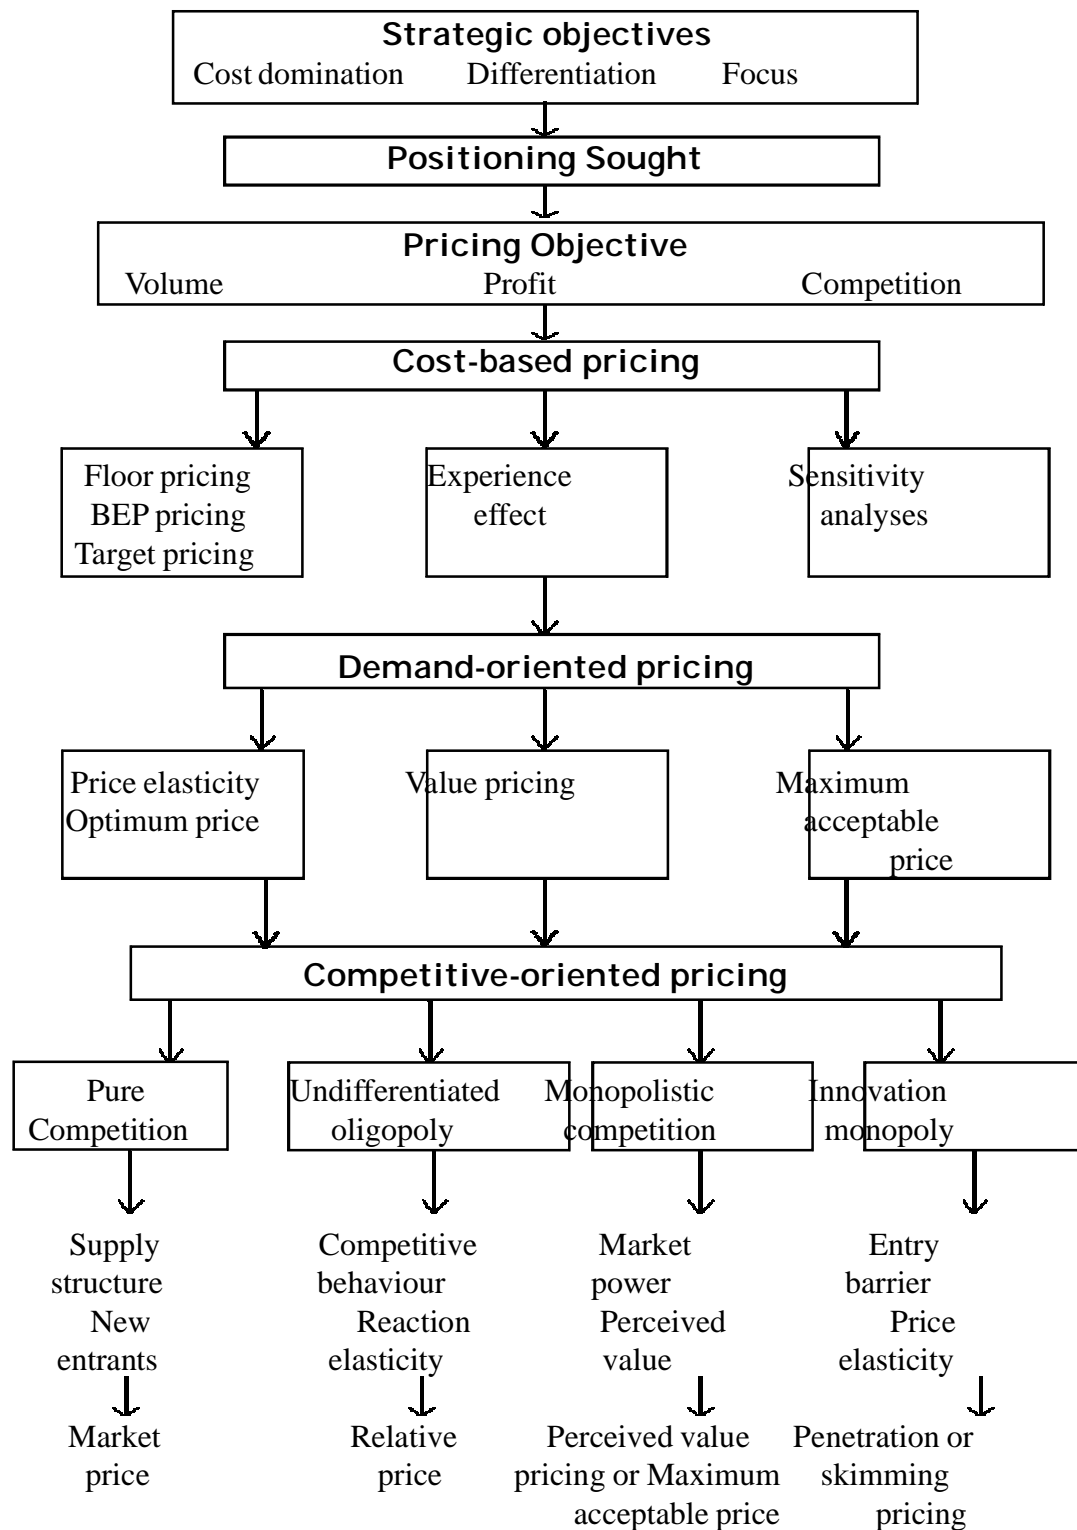 Strategic objectives
Cost domination Differentiation Focus
Positioning Sought
Pricing Objective
Volume Profit Competition
Cost-based pricing
Floor pricing
BEP pricing
Target pricing
Experience
effect
Sensitivity
analyses
Demand-oriented pricing
Price elasticity
Optimum price
Value pricing
Maximum
acceptable
price
Competitive-oriented pricing
Pure
Competition
Undifferentiated
oligopoly
Monopolistic
competition
Innovation
monopoly
Supply
structure
New
entrants
Competitive
behaviour
Reaction
elasticity
Market
power
Perceived
value
Entry
barrier
Price
elasticity
Market
price
Relative
price
Perceived value
pricing or Maximum
acceptable price
Penetration or
skimming
pricing